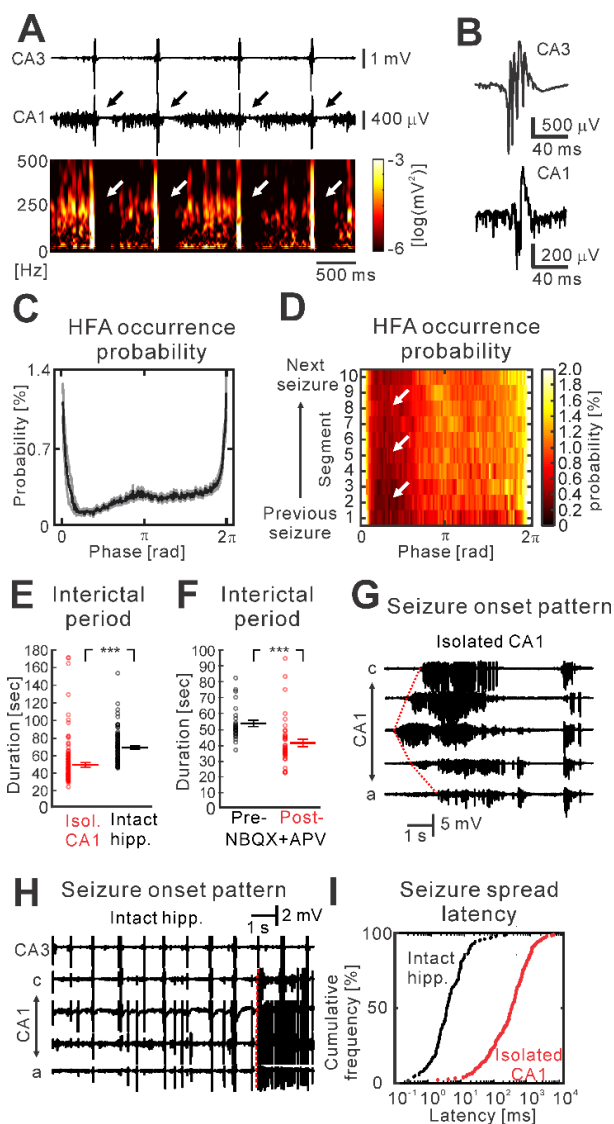 A
CA3
1 mV
CA1
400 µV
500
250
0
[Hz]
-3
-6
[log(mV²)]
500 ms
B
CA3
500 µV
40 ms
CA1
200 µV
40 ms
C
HFA occurrence
probability
1.4
0.7
0
Probability [%]
0
π
2π
Phase [rad]
D
HFA occurrence
probability
Next
seizure
Previous
seizure
Segment
10
9
8
7
6
5
4
3
2
1
0
π
2π
Phase [rad]
2.0
1.8
1.6
1.4
1.2
1.0
0.8
0.6
0.4
0.2
0
probability [%]
E
Interictal
period
***
180
160
140
120
100
80
60
40
20
0
Duration [sec]
Isol.
CA1
Intact
hipp.
F
Interictal
period
***
100
90
80
70
60
50
40
30
20
10
0
Duration [sec]
Pre- Post-
NBQX+APV
G
Seizure onset pattern
Isolated CA1
c
CA1
a
1 s
5 mV
H
Seizure onset pattern
Intact hipp.
1 s
2 mV
CA3
c
CA1
a
I
Seizure spread
latency
100
50
0
Cumulative
frequency [%]
Intact
hipp.
Isolated
CA1
10⁻¹ 10⁰ 10¹ 10² 10³ 10⁴
Latency [ms]